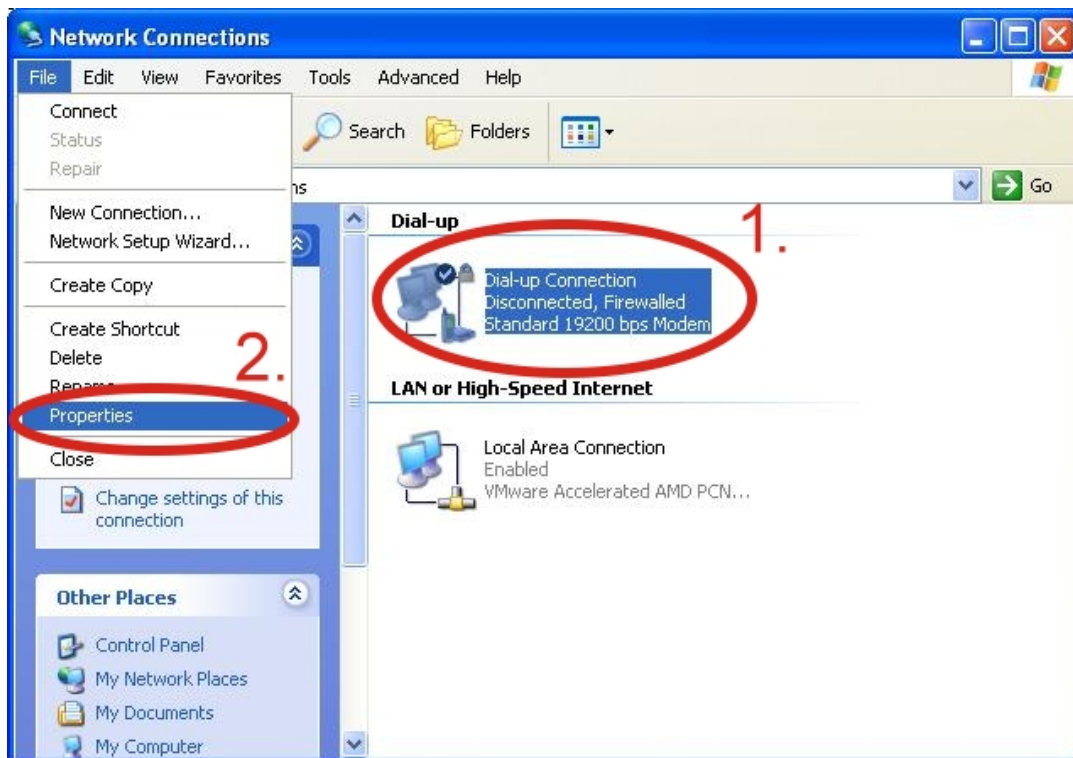 Network Connections
File Edit View Favorites Tools Advanced Help
Connect
Status
Repair
New Connection...
Network Setup Wizard...
Create Copy
Create Shortcut
Delete
Rename
Properties
Close
Search Folders
Go
Dial-up
1.
Dial-up Connection
Disconnected, Firewalled
Standard 19200 bps Modem
2.
LAN or High-Speed Internet
Local Area Connection
Enabled
VMware Accelerated AMD PCN...
Change settings of this
connection
Other Places
Control Panel
My Network Places
My Documents
My Computer